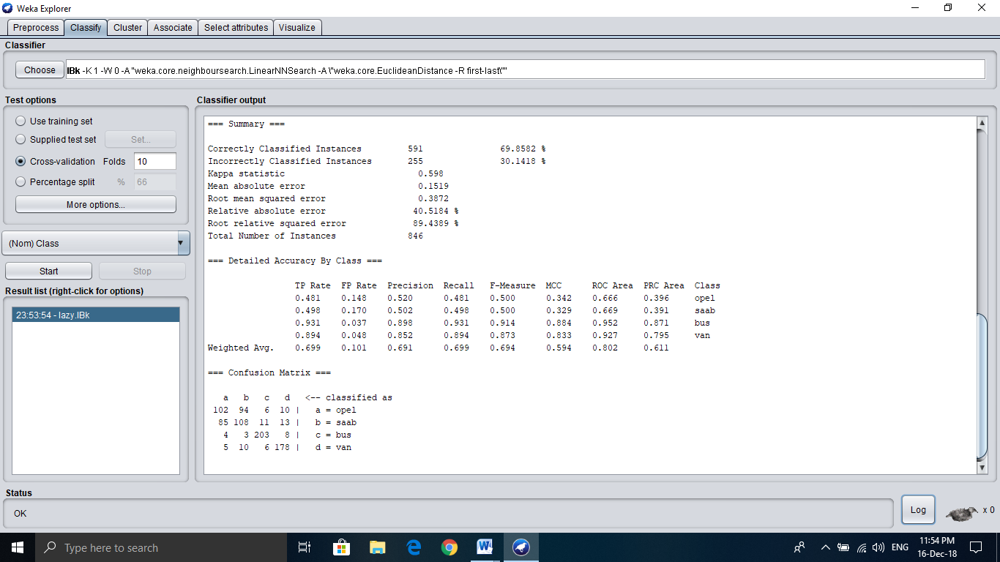 Weka Explorer
Preprocess Classify Cluster Associate Select attributes Visualize
Classifier
Choose IBk -K 1 -W 0 -A "weka.core.neighboursearch.LinearNNSearch -A \"weka.core.EuclideanDistance -R first-last\""
Test options
Use training set
Supplied test set Set...
Cross-validation Folds 10
Percentage split % 66
More options...
(Nom) Class
Start Stop
Result list (right-click for options)
23:53:54 - lazy.IBk
Classifier output
=== Summary ===
Correctly Classified Instances 591 69.8582 %
Incorrectly Classified Instances 255 30.1418 %
Kappa statistic 0.598
Mean absolute error 0.1519
Root mean squared error 0.3872
Relative absolute error 40.5184 %
Root relative squared error 89.4389 %
Total Number of Instances 846
=== Detailed Accuracy By Class ===
TP Rate FP Rate Precision Recall F-Measure MCC ROC Area PRC Area Class
0.481 0.148 0.520 0.481 0.500 0.342 0.666 0.396 opel
0.498 0.170 0.502 0.498 0.500 0.329 0.669 0.391 saab
0.931 0.037 0.898 0.931 0.914 0.884 0.952 0.871 bus
0.894 0.048 0.852 0.894 0.873 0.833 0.927 0.795 van
Weighted Avg. 0.699 0.101 0.691 0.699 0.694 0.594 0.802 0.611
=== Confusion Matrix ===
a b c d <-- classified as
102 94 6 10 | a = opel
85 108 11 13 | b = saab
4 3 203 8 | c = bus
5 10 6 178 | d = van
Status
OK
Log
x 0
Type here to search
ENG
11:54 PM
16-Dec-18